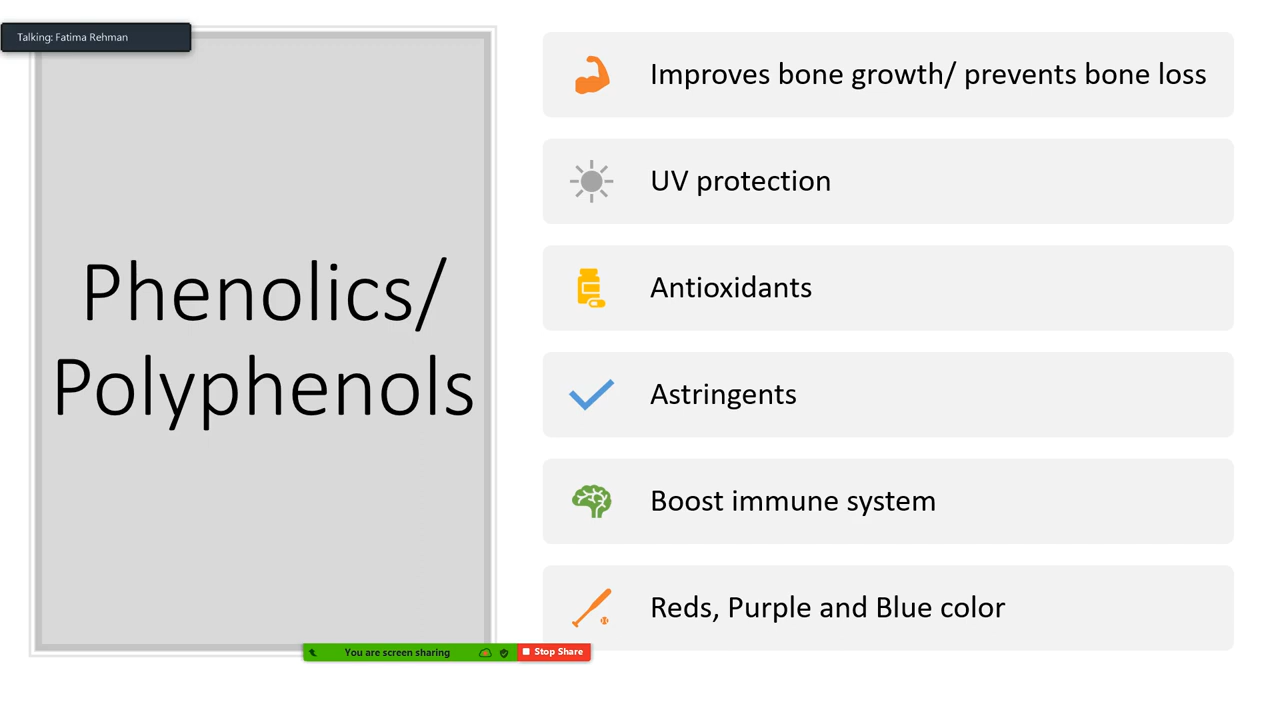 Talking: Fatima Rehman
Phenolics/
Polyphenols
Improves bone growth/ prevents bone loss
UV protection
Antioxidants
Astringents
Boost immune system
Reds, Purple and Blue color
You are screen sharing
Stop Share